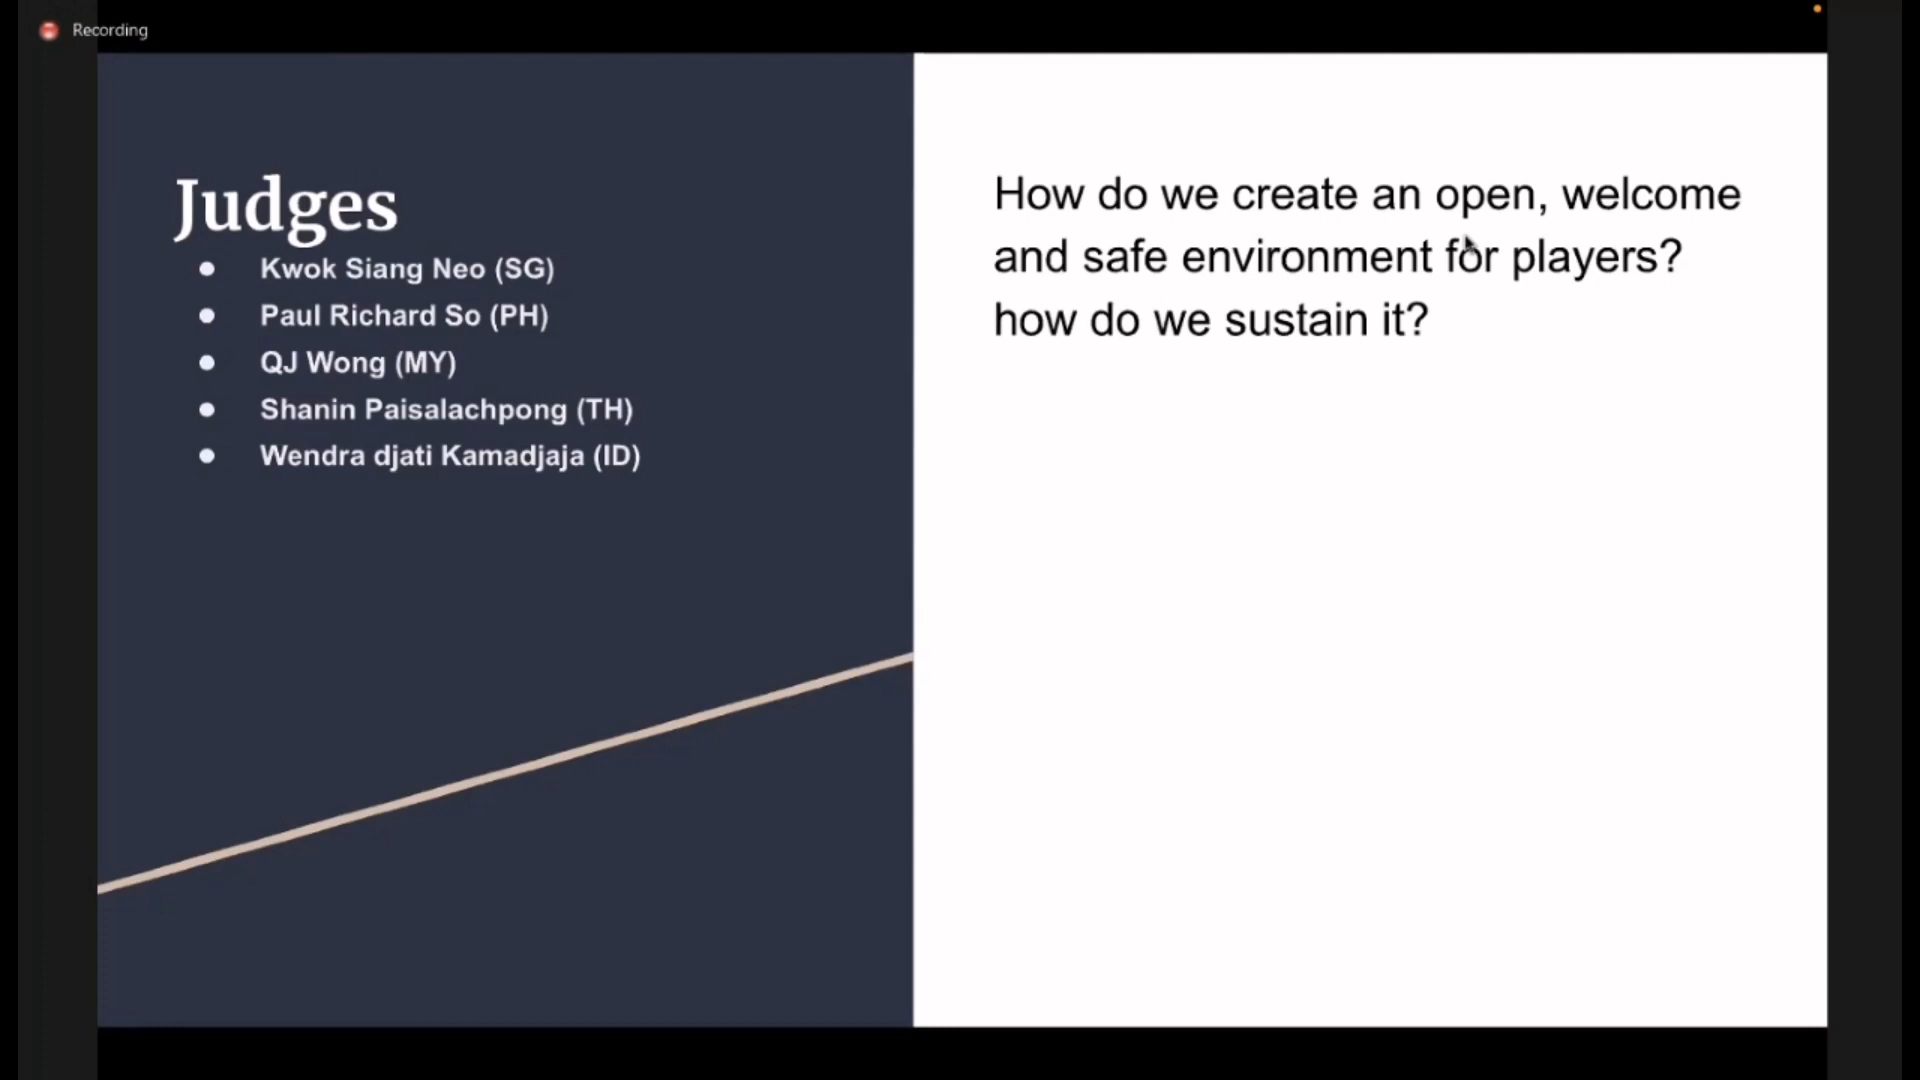 Recording
Judges
● Kwok Siang Neo (SG)
● Paul Richard So (PH)
● QJ Wong (MY)
● Shanin Paisalachpong (TH)
● Wendra djati Kamadjaja (ID)
How do we create an open, welcome
and safe environment for players?
how do we sustain it?